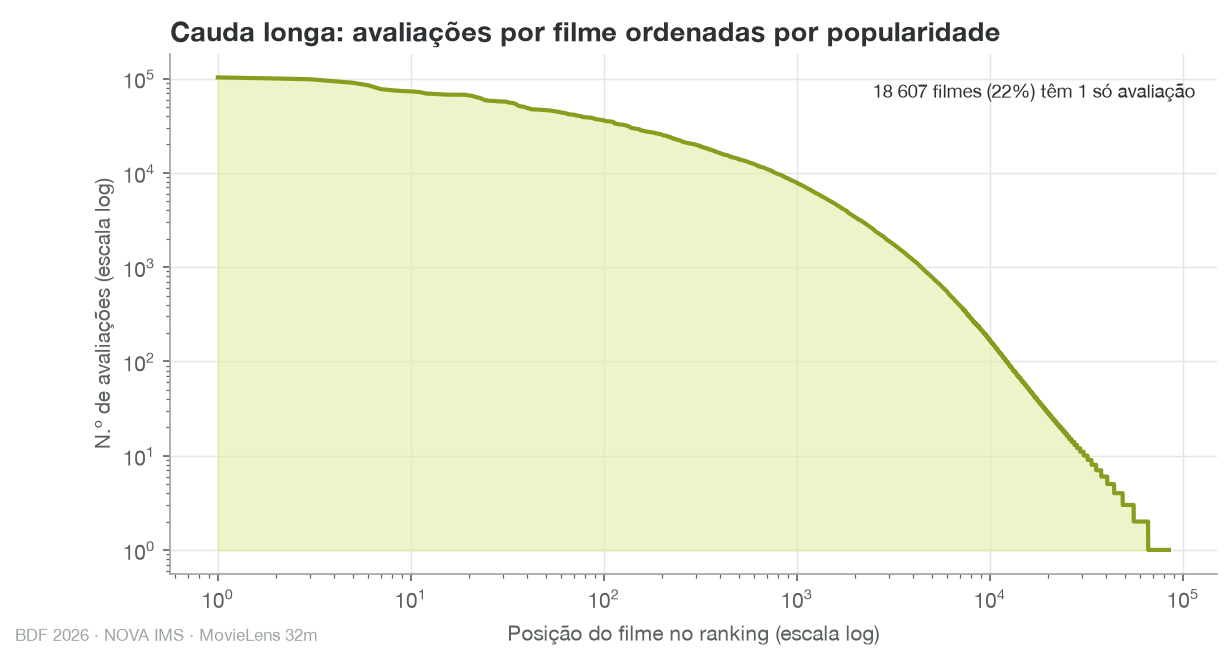 Cauda longa: avaliações por filme ordenadas por popularidade
18 607 filmes (22%) têm 1 só avaliação
N.º de avaliações (escala log)
10⁵
10⁴
10³
10²
10¹
10⁰
10⁰ 10¹ 10² 10³ 10⁴ 10⁵
Posição do filme no ranking (escala log)
BDF 2026 · NOVA IMS · MovieLens 32m